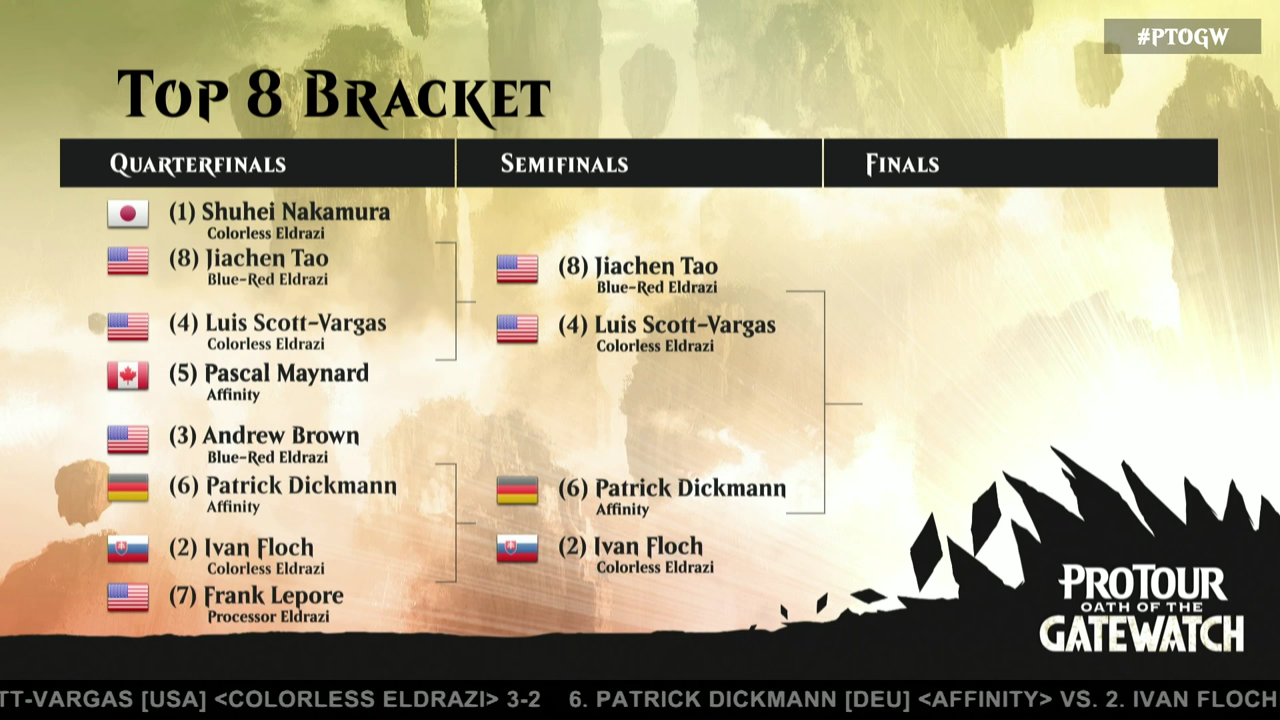 #PTOGW
Top 8 Bracket
Quarterfinals
Semifinals
Finals
(1) Shuhei Nakamura
Colorless Eldrazi
(8) Jiachen Tao
Blue-Red Eldrazi
(4) Luis Scott-Vargas
Colorless Eldrazi
(5) Pascal Maynard
Affinity
(3) Andrew Brown
Blue-Red Eldrazi
(6) Patrick Dickmann
Affinity
(2) Ivan Floch
Colorless Eldrazi
(7) Frank Lepore
Processor Eldrazi
(8) Jiachen Tao
Blue-Red Eldrazi
(4) Luis Scott-Vargas
Colorless Eldrazi
(6) Patrick Dickmann
Affinity
(2) Ivan Floch
Colorless Eldrazi
PROTOUR
OATH OF THE
GATEWATCH
TT-VARGAS [USA] <COLORLESS ELDRAZI> 3-2 6. PATRICK DICKMANN [DEU] <AFFINITY> VS. 2. IVAN FLOCH